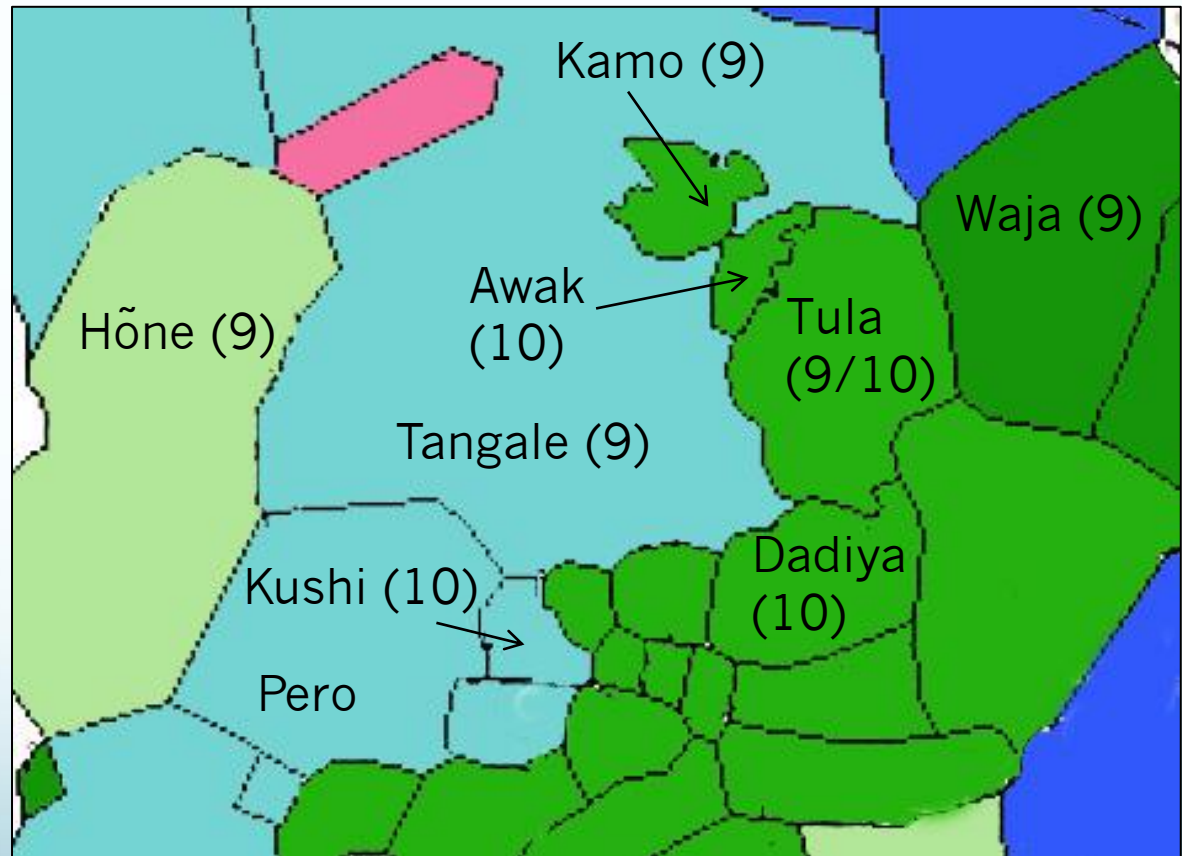 Kamo (9)
Waja (9)
Awak
(10)
Hõne (9)
Tula
(9/10)
Tangale (9)
Dadiya
(10)
Kushi (10)
Pero